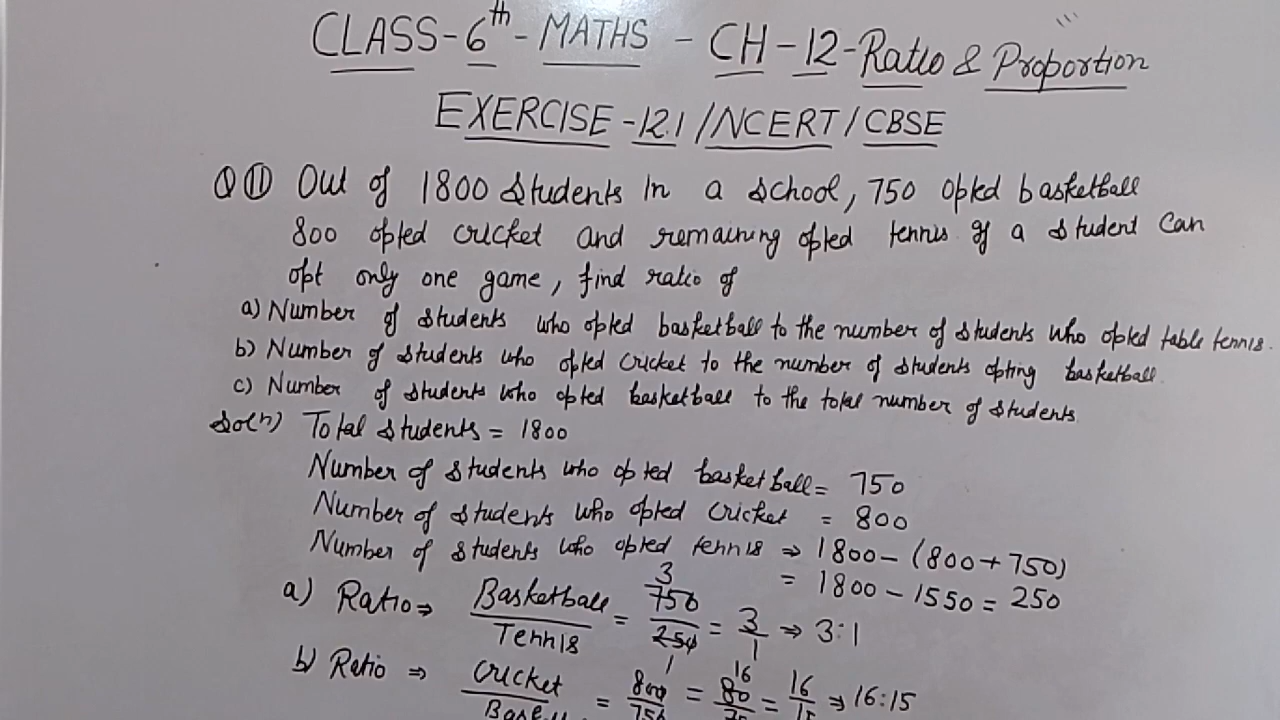 CLASS-6th-MATHS - CH-12-Ratio & Proportion
EXERCISE-12.1/NCERT/CBSE
Q 11 Out of 1800 students in a school, 750 opted basketball
800 opted cricket and remaining opted tennis If a student can
opt only one game, find ratio of
a) Number of students who opted basketball to the number of students who opted table tennis.
b) Number of students who opted cricket to the number of students opting basketball.
c) Number of students who opted basketball to the total number of students
Soln) Total students = 1800
Number of students who opted basketball = 750
Number of students who opted cricket = 800
Number of students who opted tennis ⇒ 1800-(800+750)
= 1800-1550 = 250
a) Ratio ⇒ Basketball/Tennis = 750/250 = 3/1 ⇒ 3:1
b) Ratio ⇒ Cricket/ = 800/750 = 80/ = 16/15 ⇒ 16:15